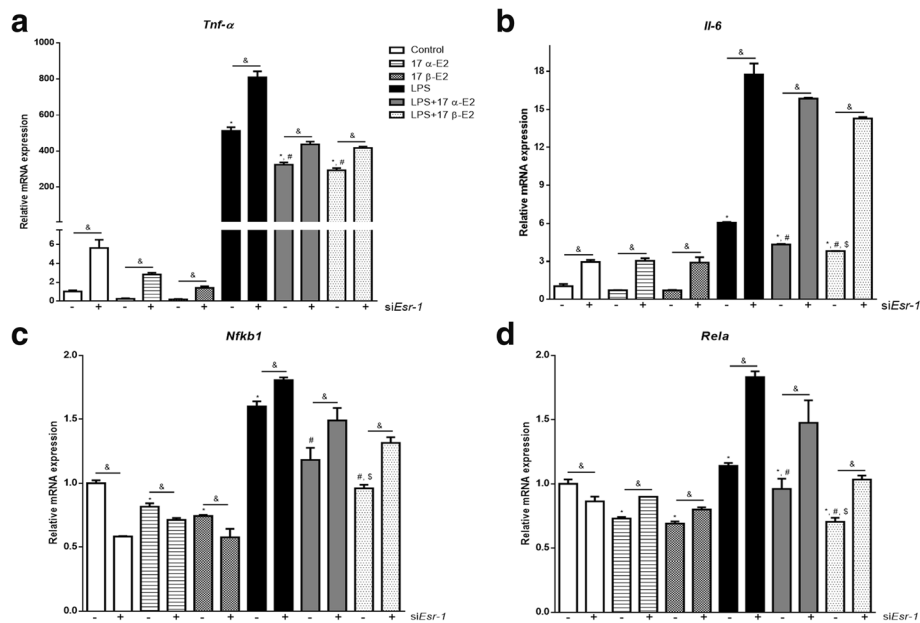 a
Tnf-α
Relative mRNA expression
1000
800
600
400
200
6
4
2
0
&
&
&
*
&
*, #
&
*, #
&
- + - + - + - + - + - + siEsr-1
Control
17 α-E2
17 β-E2
LPS
LPS+17 α-E2
LPS+17 β-E2
b
Il-6
Relative mRNA expression
18
15
12
9
6
3
0
&
&
&
*
&
*, #
&
*, #, $
&
- + - + - + - + - + - + siEsr-1
c
Nfkb1
Relative mRNA expression
2.0
1.5
1.0
0.5
0.0
&
*
&
*
&
*
&
#
&
#, $
&
- + - + - + - + - + - + siEsr-1
d
Rela
Relative mRNA expression
2.0
1.5
1.0
0.5
0.0
&
*
&
*
&
*
&
*, #
&
*, #, $
&
- + - + - + - + - + - + siEsr-1